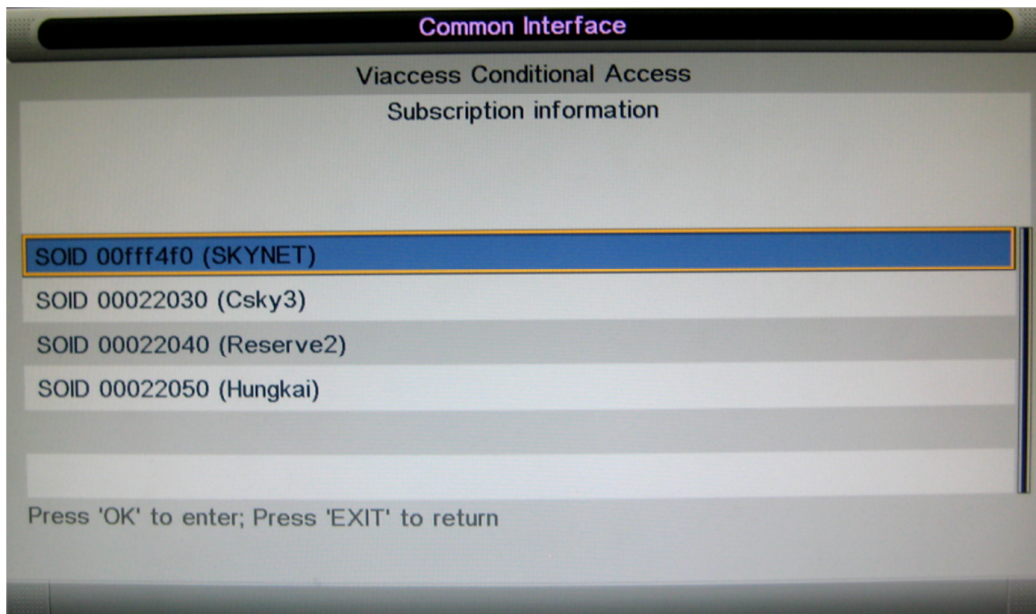 Common Interface
Viaccess Conditional Access
Subscription information
SOID 00fff4f0 (SKYNET)
SOID 00022030 (Csky3)
SOID 00022040 (Reserve2)
SOID 00022050 (Hungkai)
Press 'OK' to enter; Press 'EXIT' to return